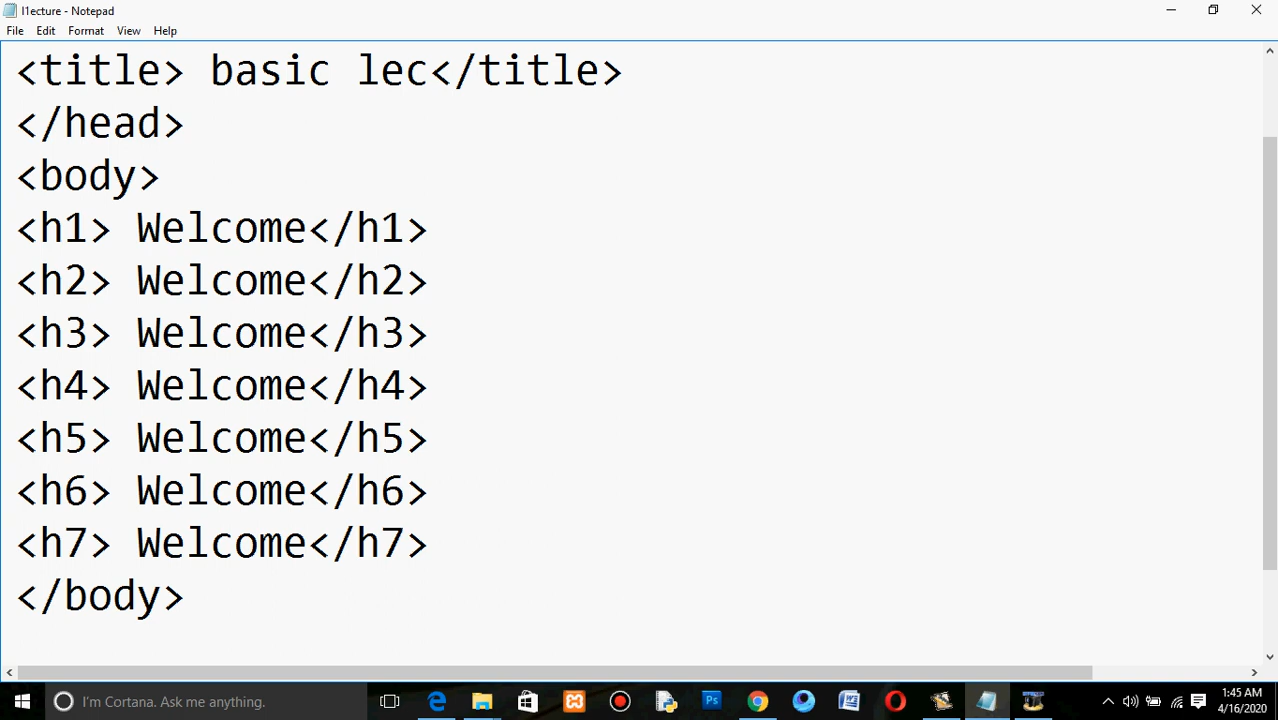 l1ecture - Notepad
File Edit Format View Help
<title> basic lec</title>
</head>
<body>
<h1> Welcome</h1>
<h2> Welcome</h2>
<h3> Welcome</h3>
<h4> Welcome</h4>
<h5> Welcome</h5>
<h6> Welcome</h6>
<h7> Welcome</h7>
</body>
I'm Cortana. Ask me anything.
Ps
1:45 AM
4/16/2020